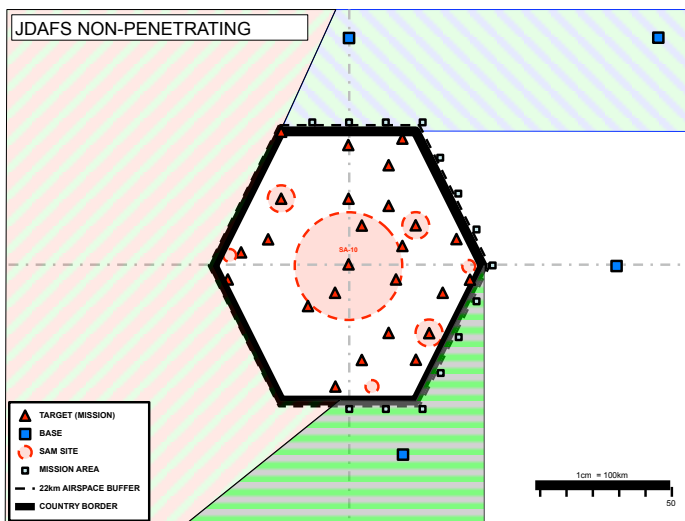 JDAFS NON-PENETRATING
SA-10
TARGET (MISSION)
BASE
SAM SITE
MISSION AREA
22km AIRSPACE BUFFER
COUNTRY BORDER
1cm = 100km
50